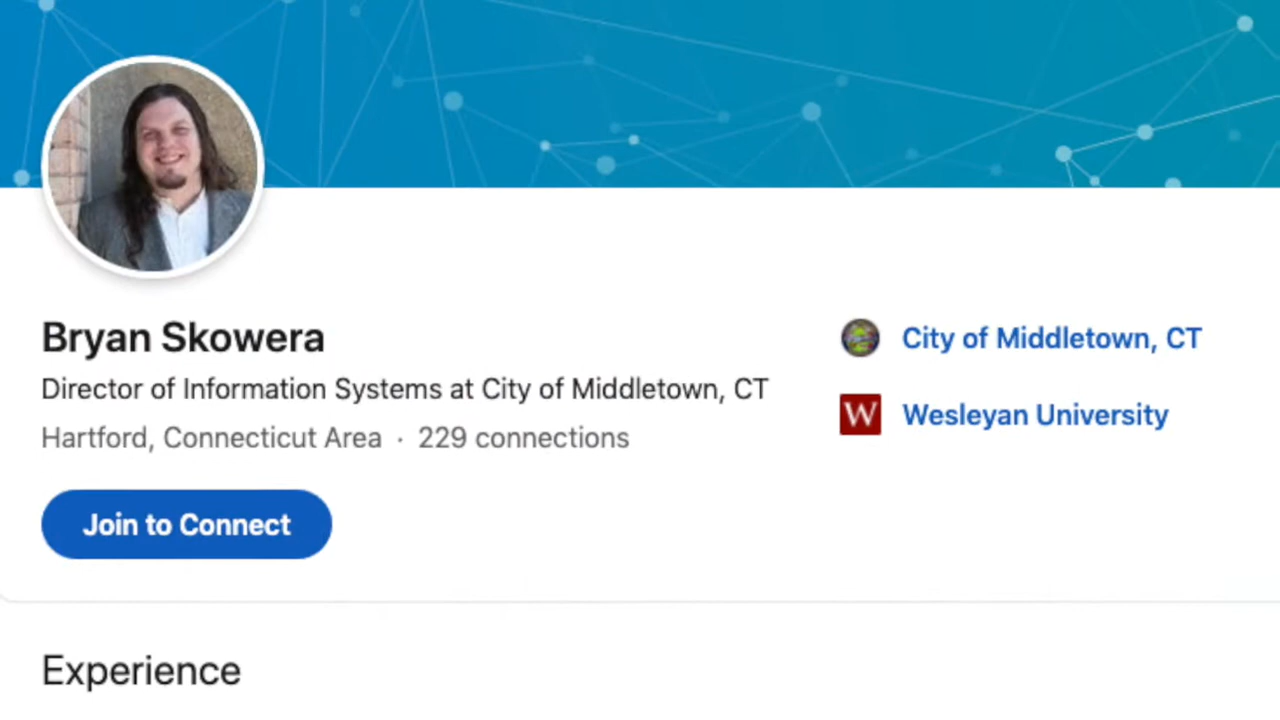 Bryan Skowera
Director of Information Systems at City of Middletown, CT
Hartford, Connecticut Area · 229 connections
Join to Connect
City of Middletown, CT
W
Wesleyan University
Experience